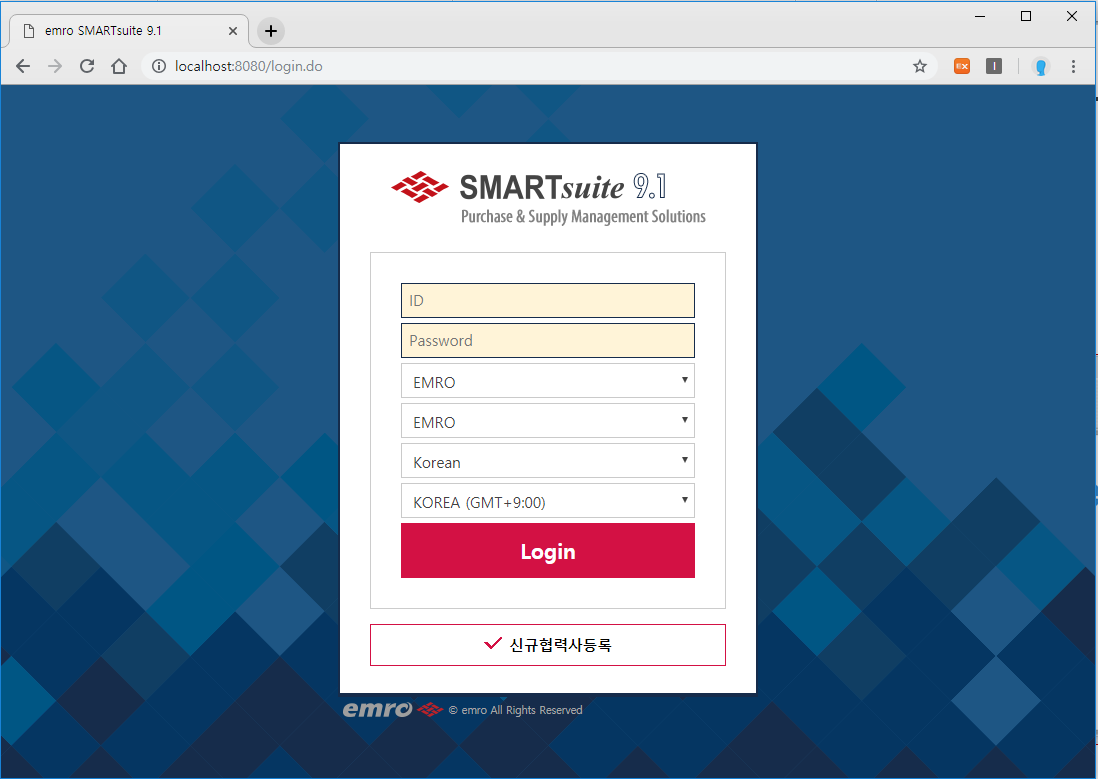 emro SMARTsuite 9.1
localhost:8080/login.do
EX
I
SMARTsuite 9.1
Purchase & Supply Management Solutions
ID
Password
EMRO
EMRO
Korean
KOREA (GMT+9:00)
Login
신규협력사등록
emro © emro All Rights Reserved